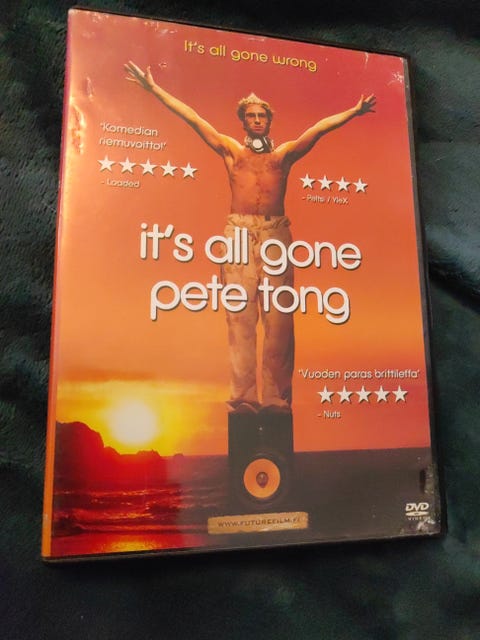 It's all gone wrong
"Komedian
riemuvoitto!"
- Loaded
- Peltsi / YleX
it's all gone
pete tong
"Vuoden paras brittileffa"
- Nuts
WWW.FUTUREFILM.FI
DVD
VIDEO